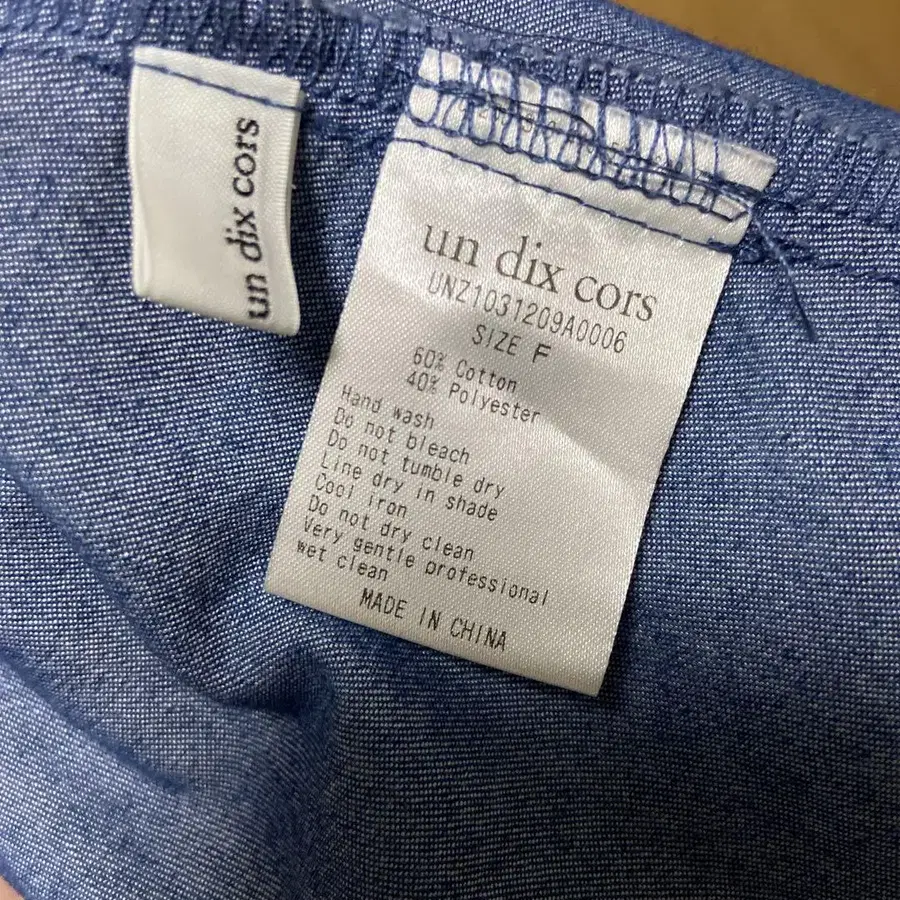 un dix cors
un dix cors
UNZ1031209A0006
SIZE F
60% Cotton
40% Polyester
Hand wash
Do not bleach
Do not tumble dry
Line dry in shade
Cool iron
Do not dry clean
Very gentle professional
wet clean
MADE IN CHINA